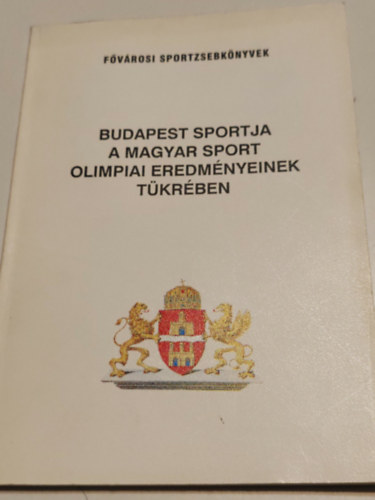 FŐVÁROSI SPORTZSEBKÖNYVEK
BUDAPEST SPORTJA
A MAGYAR SPORT
OLIMPIAI EREDMÉNYEINEK
TÜKRÉBEN